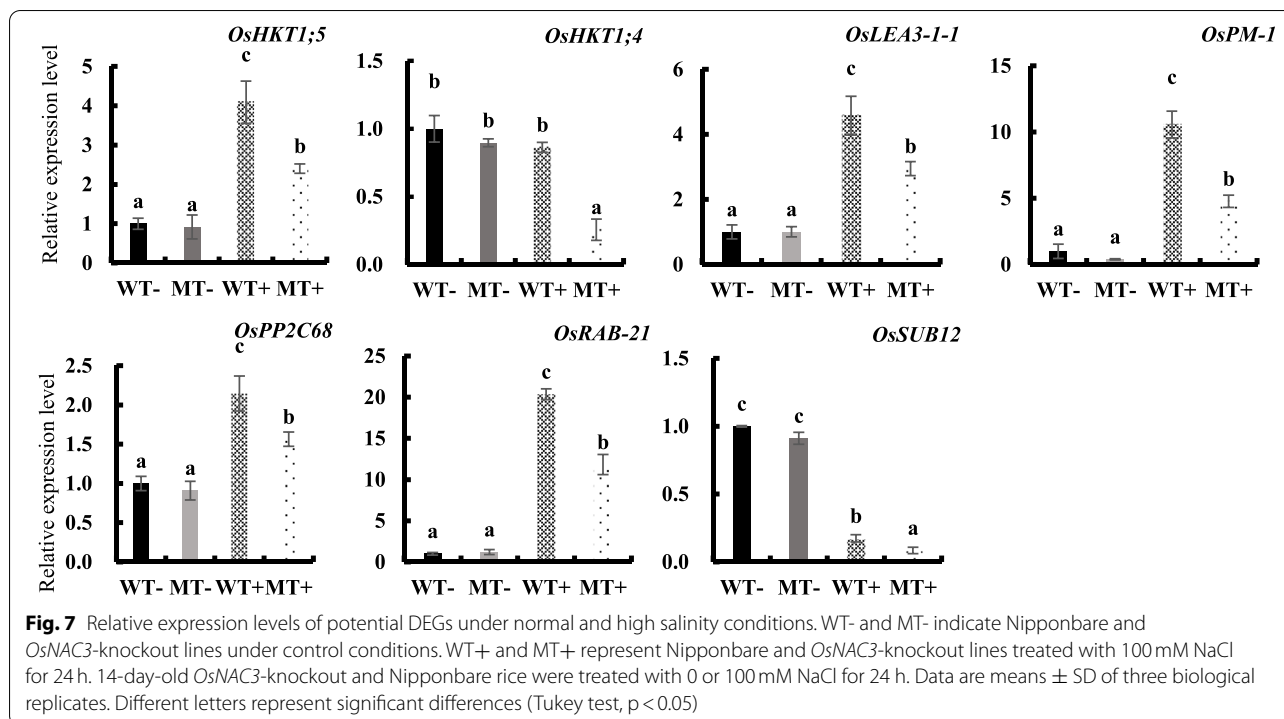 OsHKT1;5
OsHKT1;4
OsLEA3-1-1
OsPM-1
Relative expression level
5
4
3
2
1
0
a
a
c
b
WT- MT- WT+ MT+
1.5
1.0
0.5
0.0
b
b
b
a
WT- MT- WT+ MT+
6
4
2
0
a
a
c
b
WT- MT- WT+ MT+
15
10
5
0
a
a
c
b
WT- MT- WT+ MT+
OsPP2C68
OsRAB-21
OsSUB12
Relative expression level
2.5
2.0
1.5
1.0
0.5
0.0
a
a
c
b
WT- MT- WT+ MT+
25
20
15
10
5
0
a
a
c
b
WT- MT- WT+ MT+
1.5
1.0
0.5
0.0
c
c
b
a
WT- MT- WT+ MT+
Fig. 7 Relative expression levels of potential DEGs under normal and high salinity conditions. WT- and MT- indicate Nipponbare and
OsNAC3-knockout lines under control conditions. WT+ and MT+ represent Nipponbare and OsNAC3-knockout lines treated with 100 mM NaCl
for 24 h. 14-day-old OsNAC3-knockout and Nipponbare rice were treated with 0 or 100 mM NaCl for 24 h. Data are means ± SD of three biological
replicates. Different letters represent significant differences (Tukey test, p < 0.05)